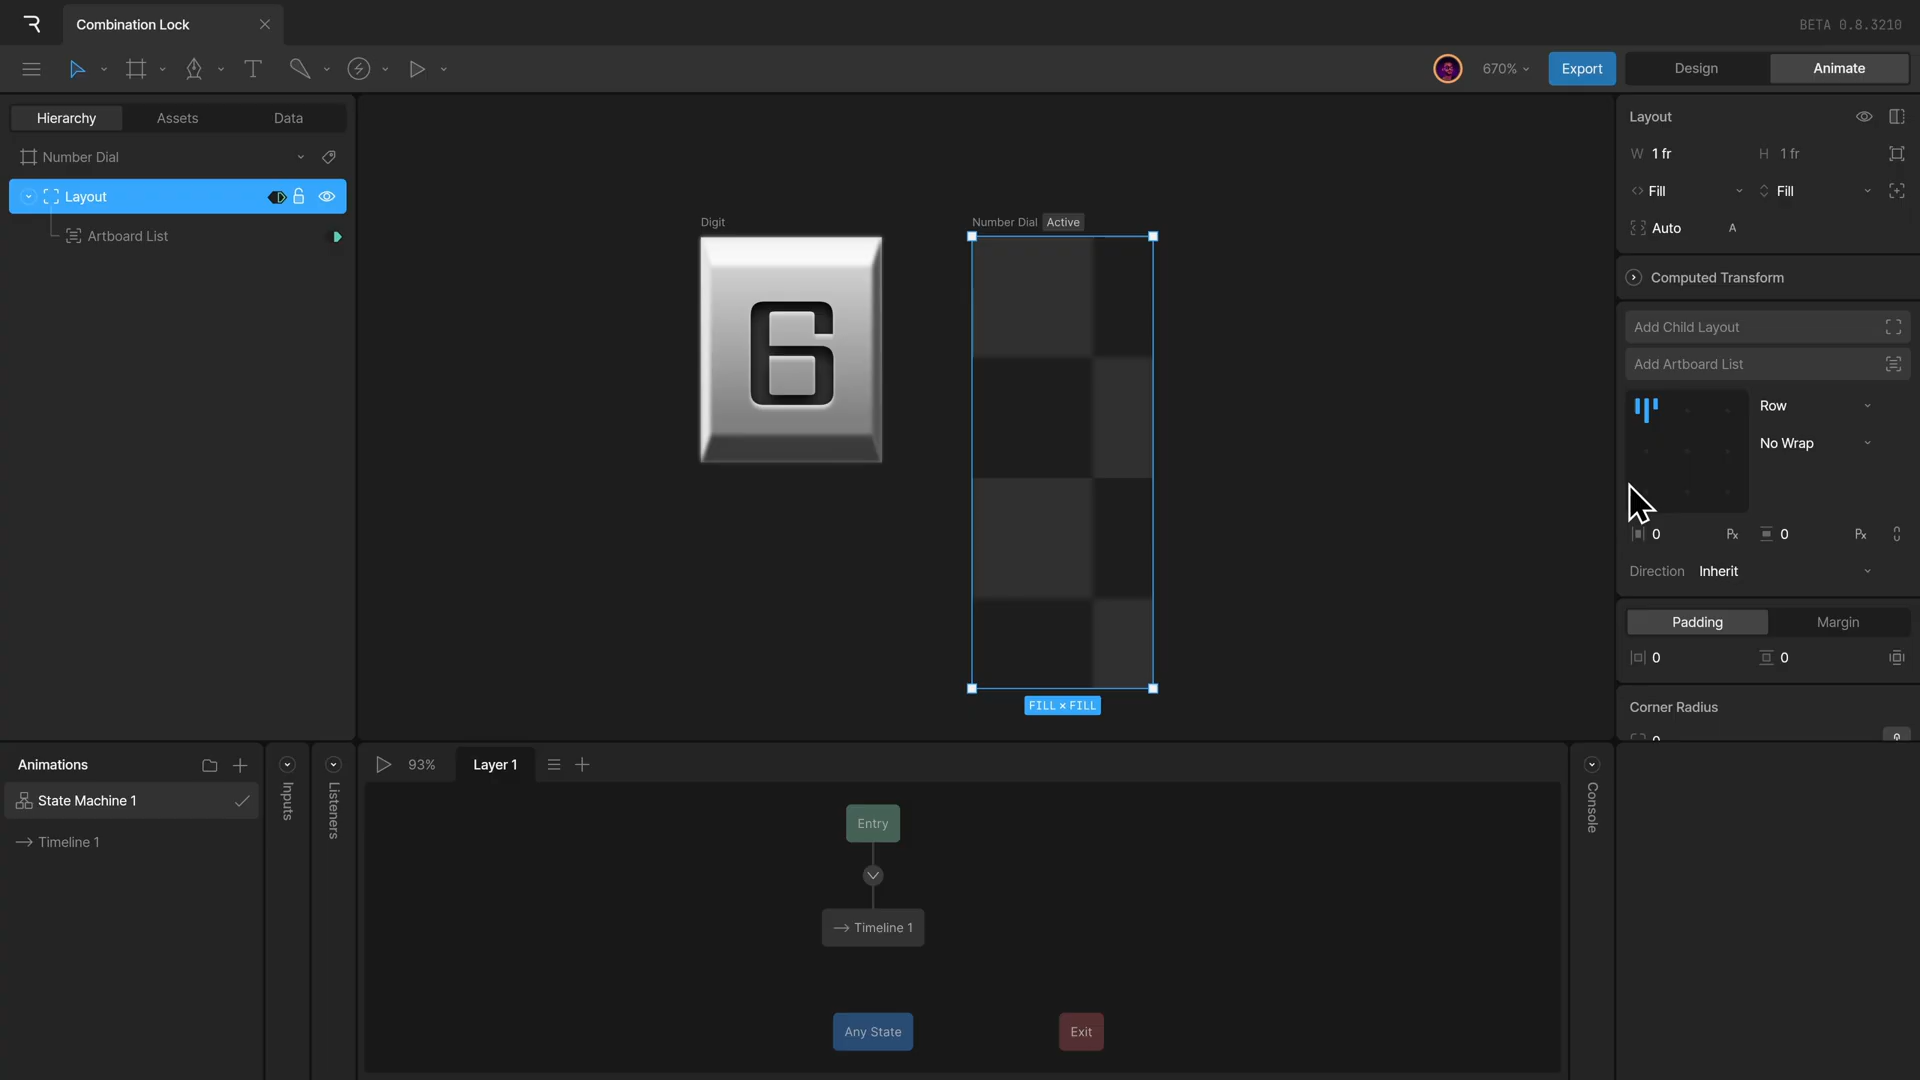 Combination Lock
BETA 0.8.3210
670%
Export
Design
Animate
Hierarchy
Assets
Data
Number Dial
Layout
Artboard List
Digit
6
Number Dial Active
FILL × FILL
Layout
W 1 fr
H 1 fr
Fill
Fill
Auto
A
Computed Transform
Add Child Layout
Add Artboard List
Row
No Wrap
0 Px
0 Px
Direction Inherit
Padding
Margin
0
0
Corner Radius
0
Animations
State Machine 1
Timeline 1
Inputs
Listeners
93%
Layer 1
Entry
Timeline 1
Any State
Exit
Console